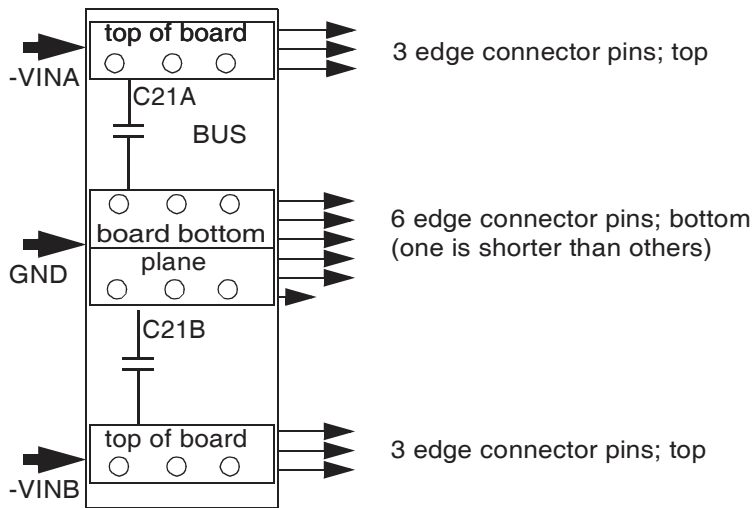 top of board
3 edge connector pins; top
-VINA
C21A
BUS
6 edge connector pins; bottom
(one is shorter than others)
board bottom
plane
GND
C21B
top of board
3 edge connector pins; top
-VINB